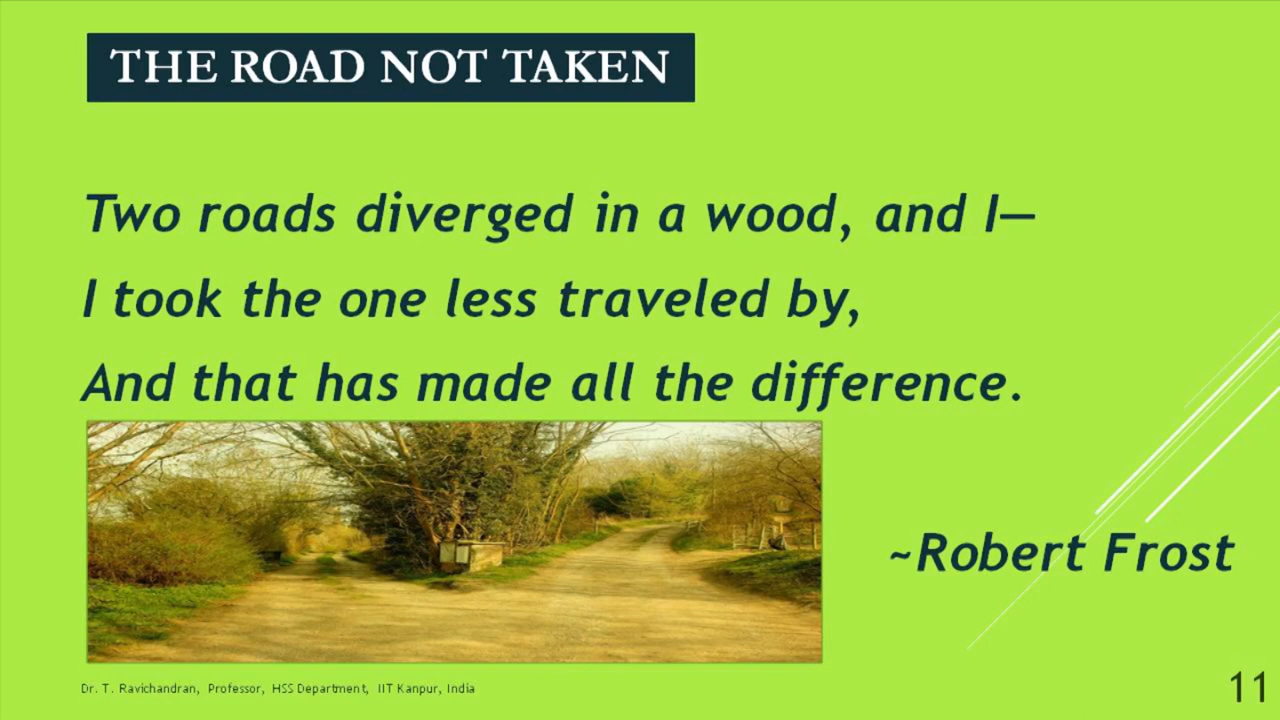 THE ROAD NOT TAKEN
Two roads diverged in a wood, and I—
I took the one less traveled by,
And that has made all the difference.
~Robert Frost
Dr. T. Ravichandran, Professor, HSS Department, IIT Kanpur, India
11